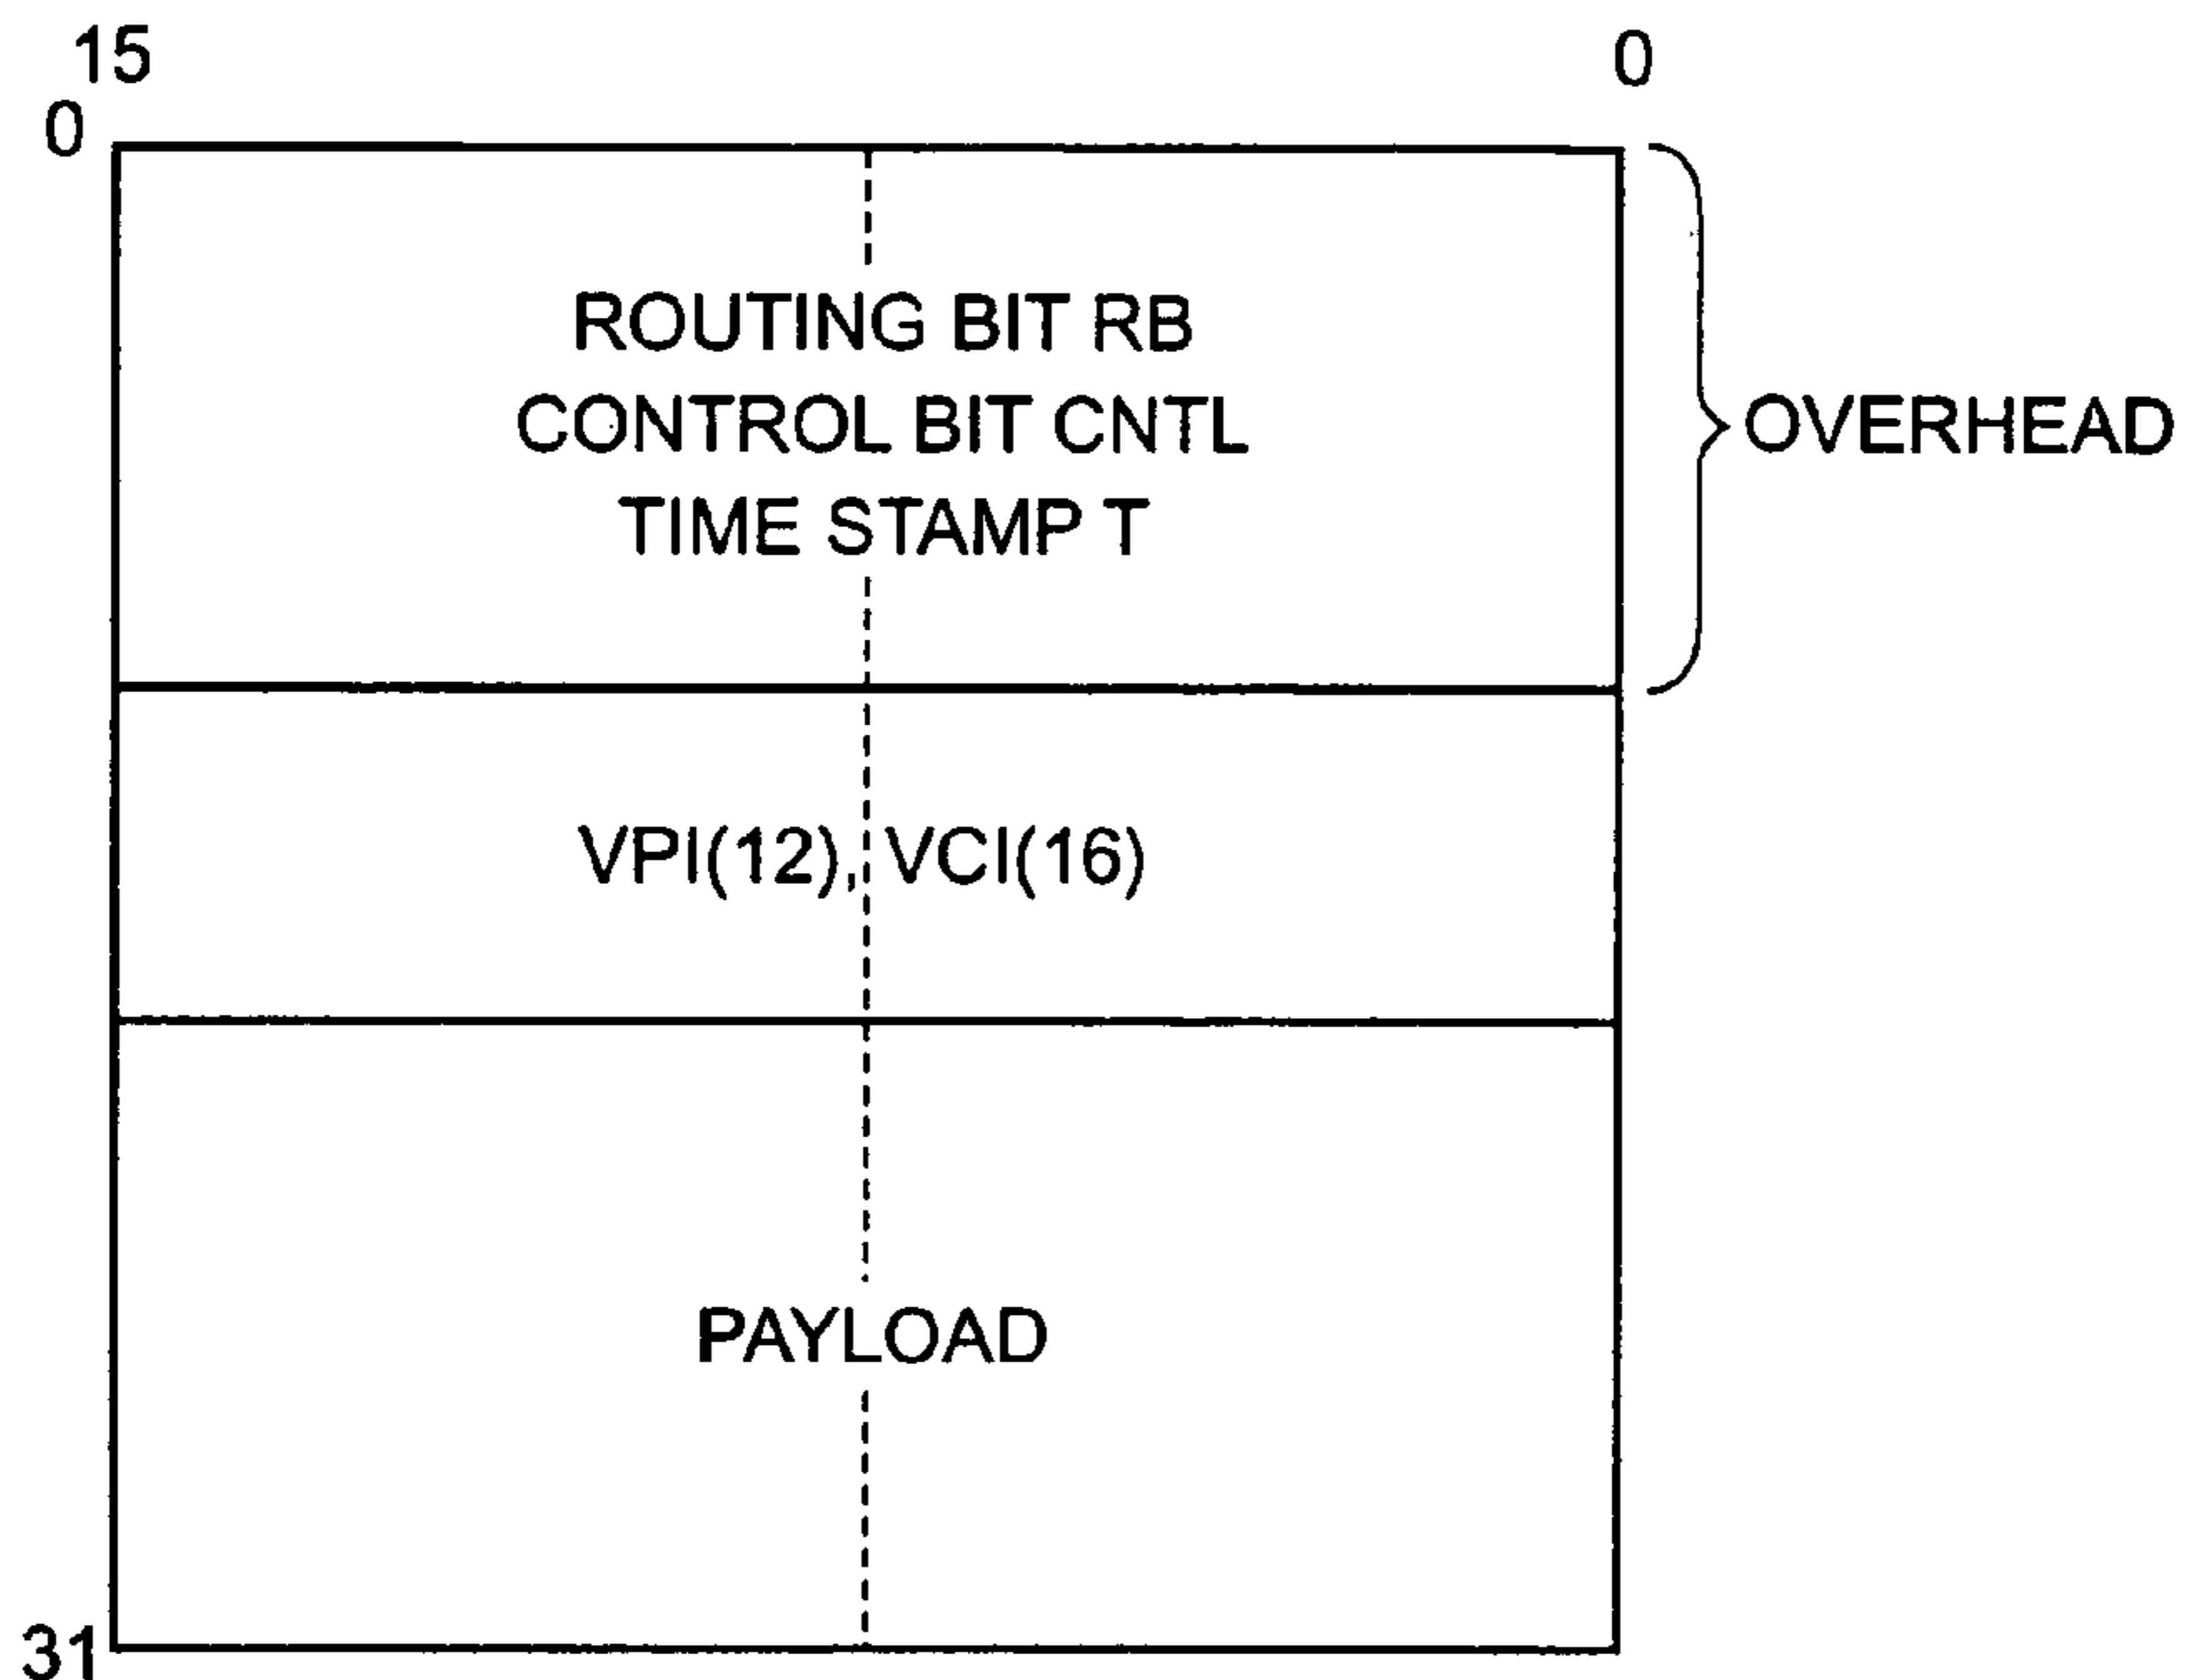 15 0
0
ROUTING BIT RB
CONTROL BIT CNTL
TIME STAMP T
OVERHEAD
VPI(12), VCI(16)
PAYLOAD
31